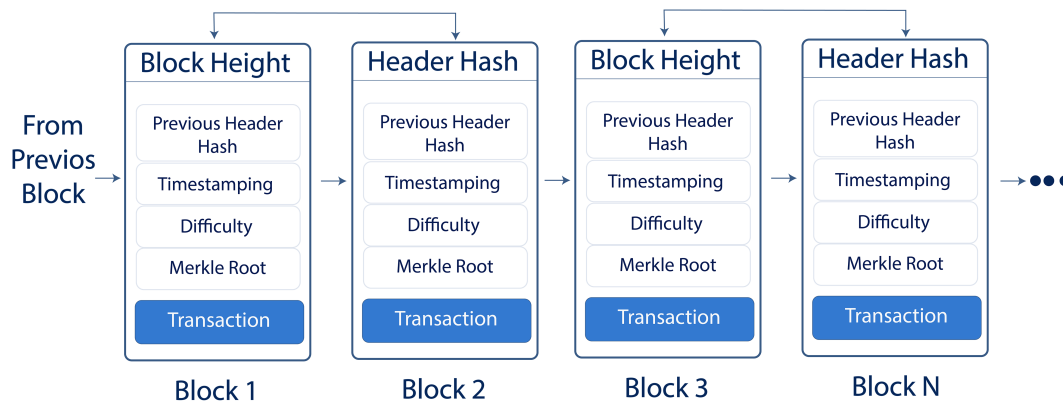 From
Previos
Block
Block Height
Previous Header
Hash
Timestamping
Difficulty
Merkle Root
Transaction
Block 1
Header Hash
Previous Header
Hash
Timestamping
Difficulty
Merkle Root
Transaction
Block 2
Block Height
Previous Header
Hash
Timestamping
Difficulty
Merkle Root
Transaction
Block 3
Header Hash
Previous Header
Hash
Timestamping
Difficulty
Merkle Root
Transaction
Block N